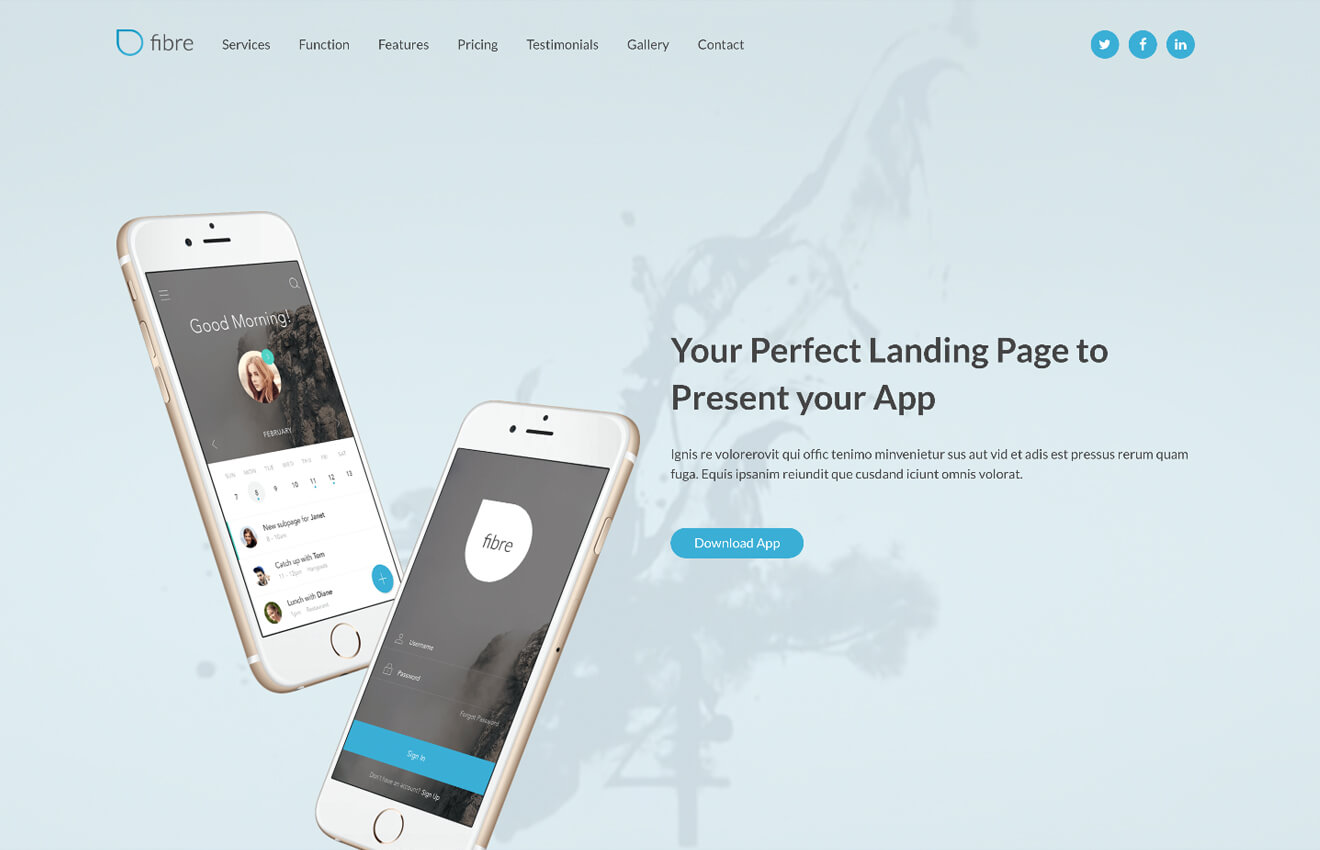 fibre
Services Function Features Pricing Testimonials Gallery Contact
Good Morning!
FEBRUARY
SUN MON TUE WED THU FRI SAT
7 8 9 10 11 12 13
New subpage for Janet
8 - 10am
Catch up with Tom
11 - 12pm Hangouts
Lunch with Diane
1pm Restaurant
fibre
Username
Password
Forgot Password
Sign In
Don't have an account? Sign Up
Your Perfect Landing Page to
Present your App
Ignis re volorerovit qui offic tenimo minvenietur sus aut vid et adis est pressus rerum quam
fuga. Equis ipsanim reiundit que cusdand iciunt omnis volorat.
Download App